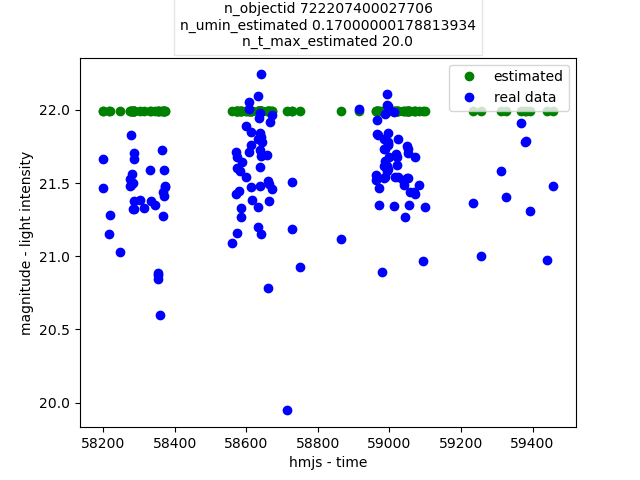 n_objectid 722207400027706
n_umin_estimated 0.17000000178813934
n_t_max_estimated 20.0
estimated
real data
22.0
21.5
21.0
20.5
20.0
magnitude - light intensity
58200 58400 58600 58800 59000 59200 59400
hmjs - time